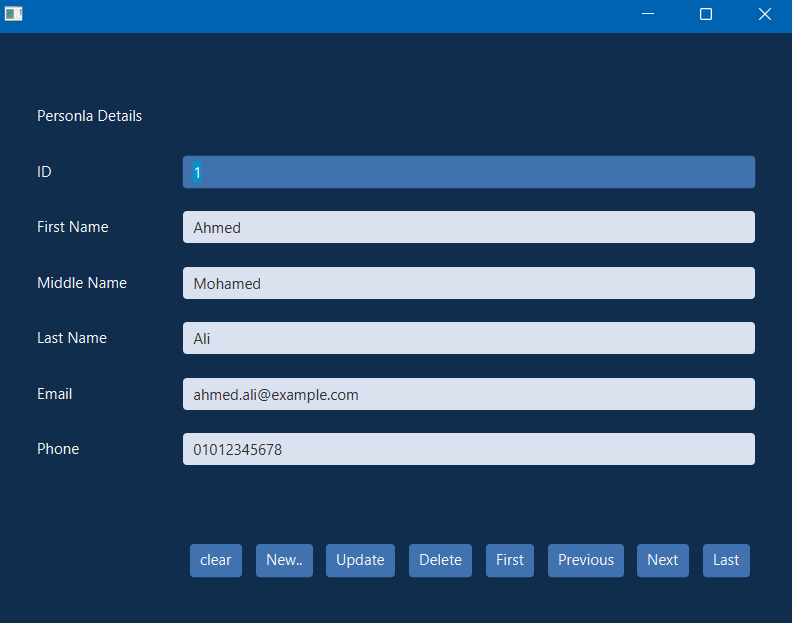 Personla Details
ID 1
First Name Ahmed
Middle Name Mohamed
Last Name Ali
Email ahmed.ali@example.com
Phone 01012345678
clear New.. Update Delete First Previous Next Last